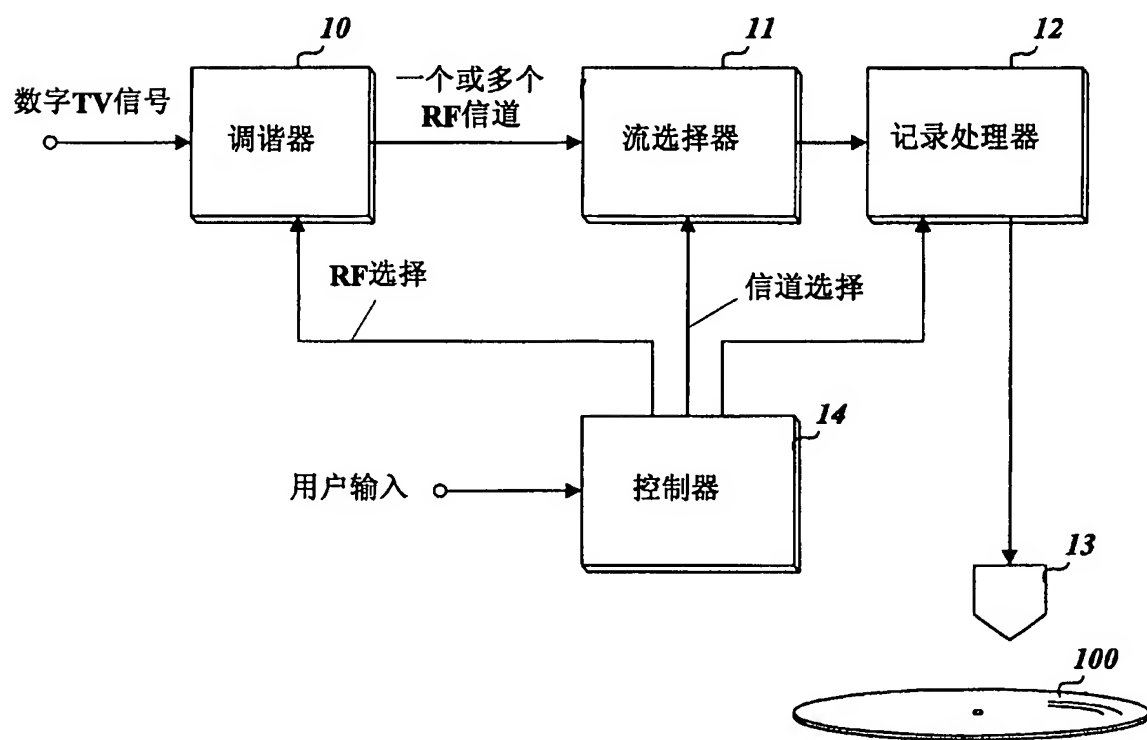 10
11
12
数字TV信号
调谐器
一个或多个
RF信道
流选择器
记录处理器
RF选择
信道选择
14
用户输入
控制器
13
100